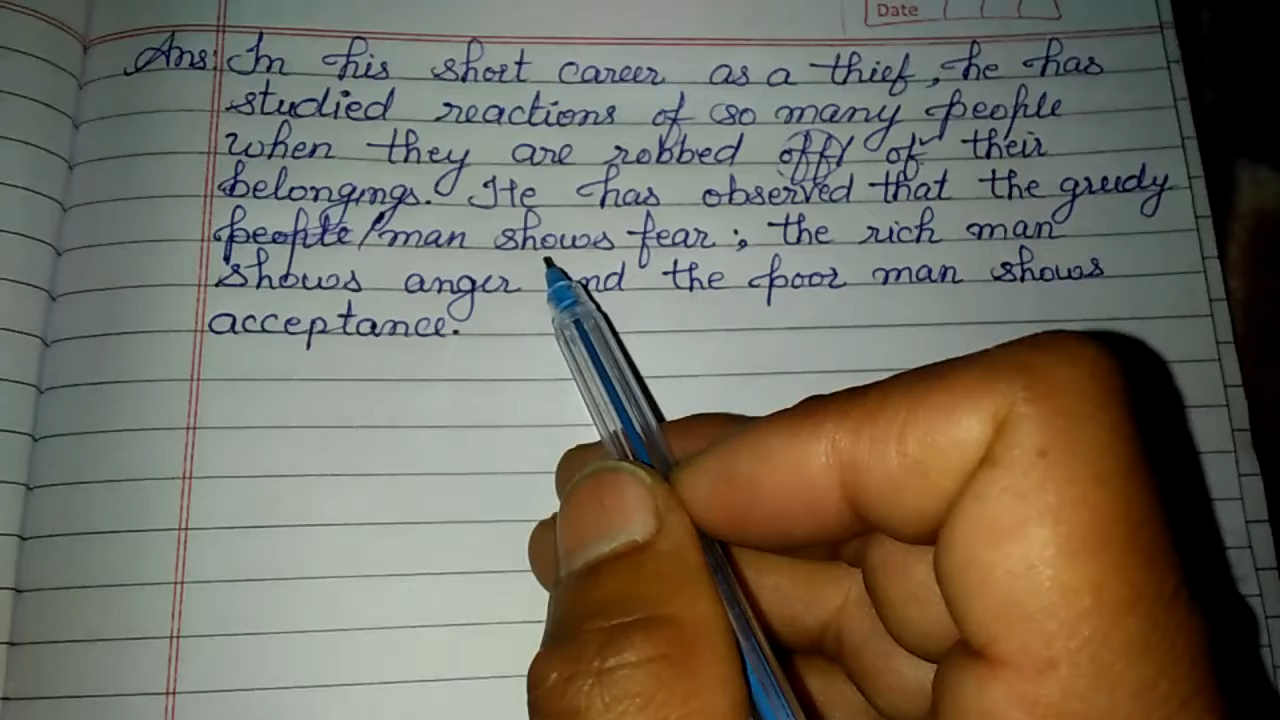 Date
Ans: In his short career as a thief, he has
studied reactions of so many people
when they are robbed off/ of their
belongings. He has observed that the greedy
people/man shows fear; the rich man
shows anger and the poor man shows
acceptance.